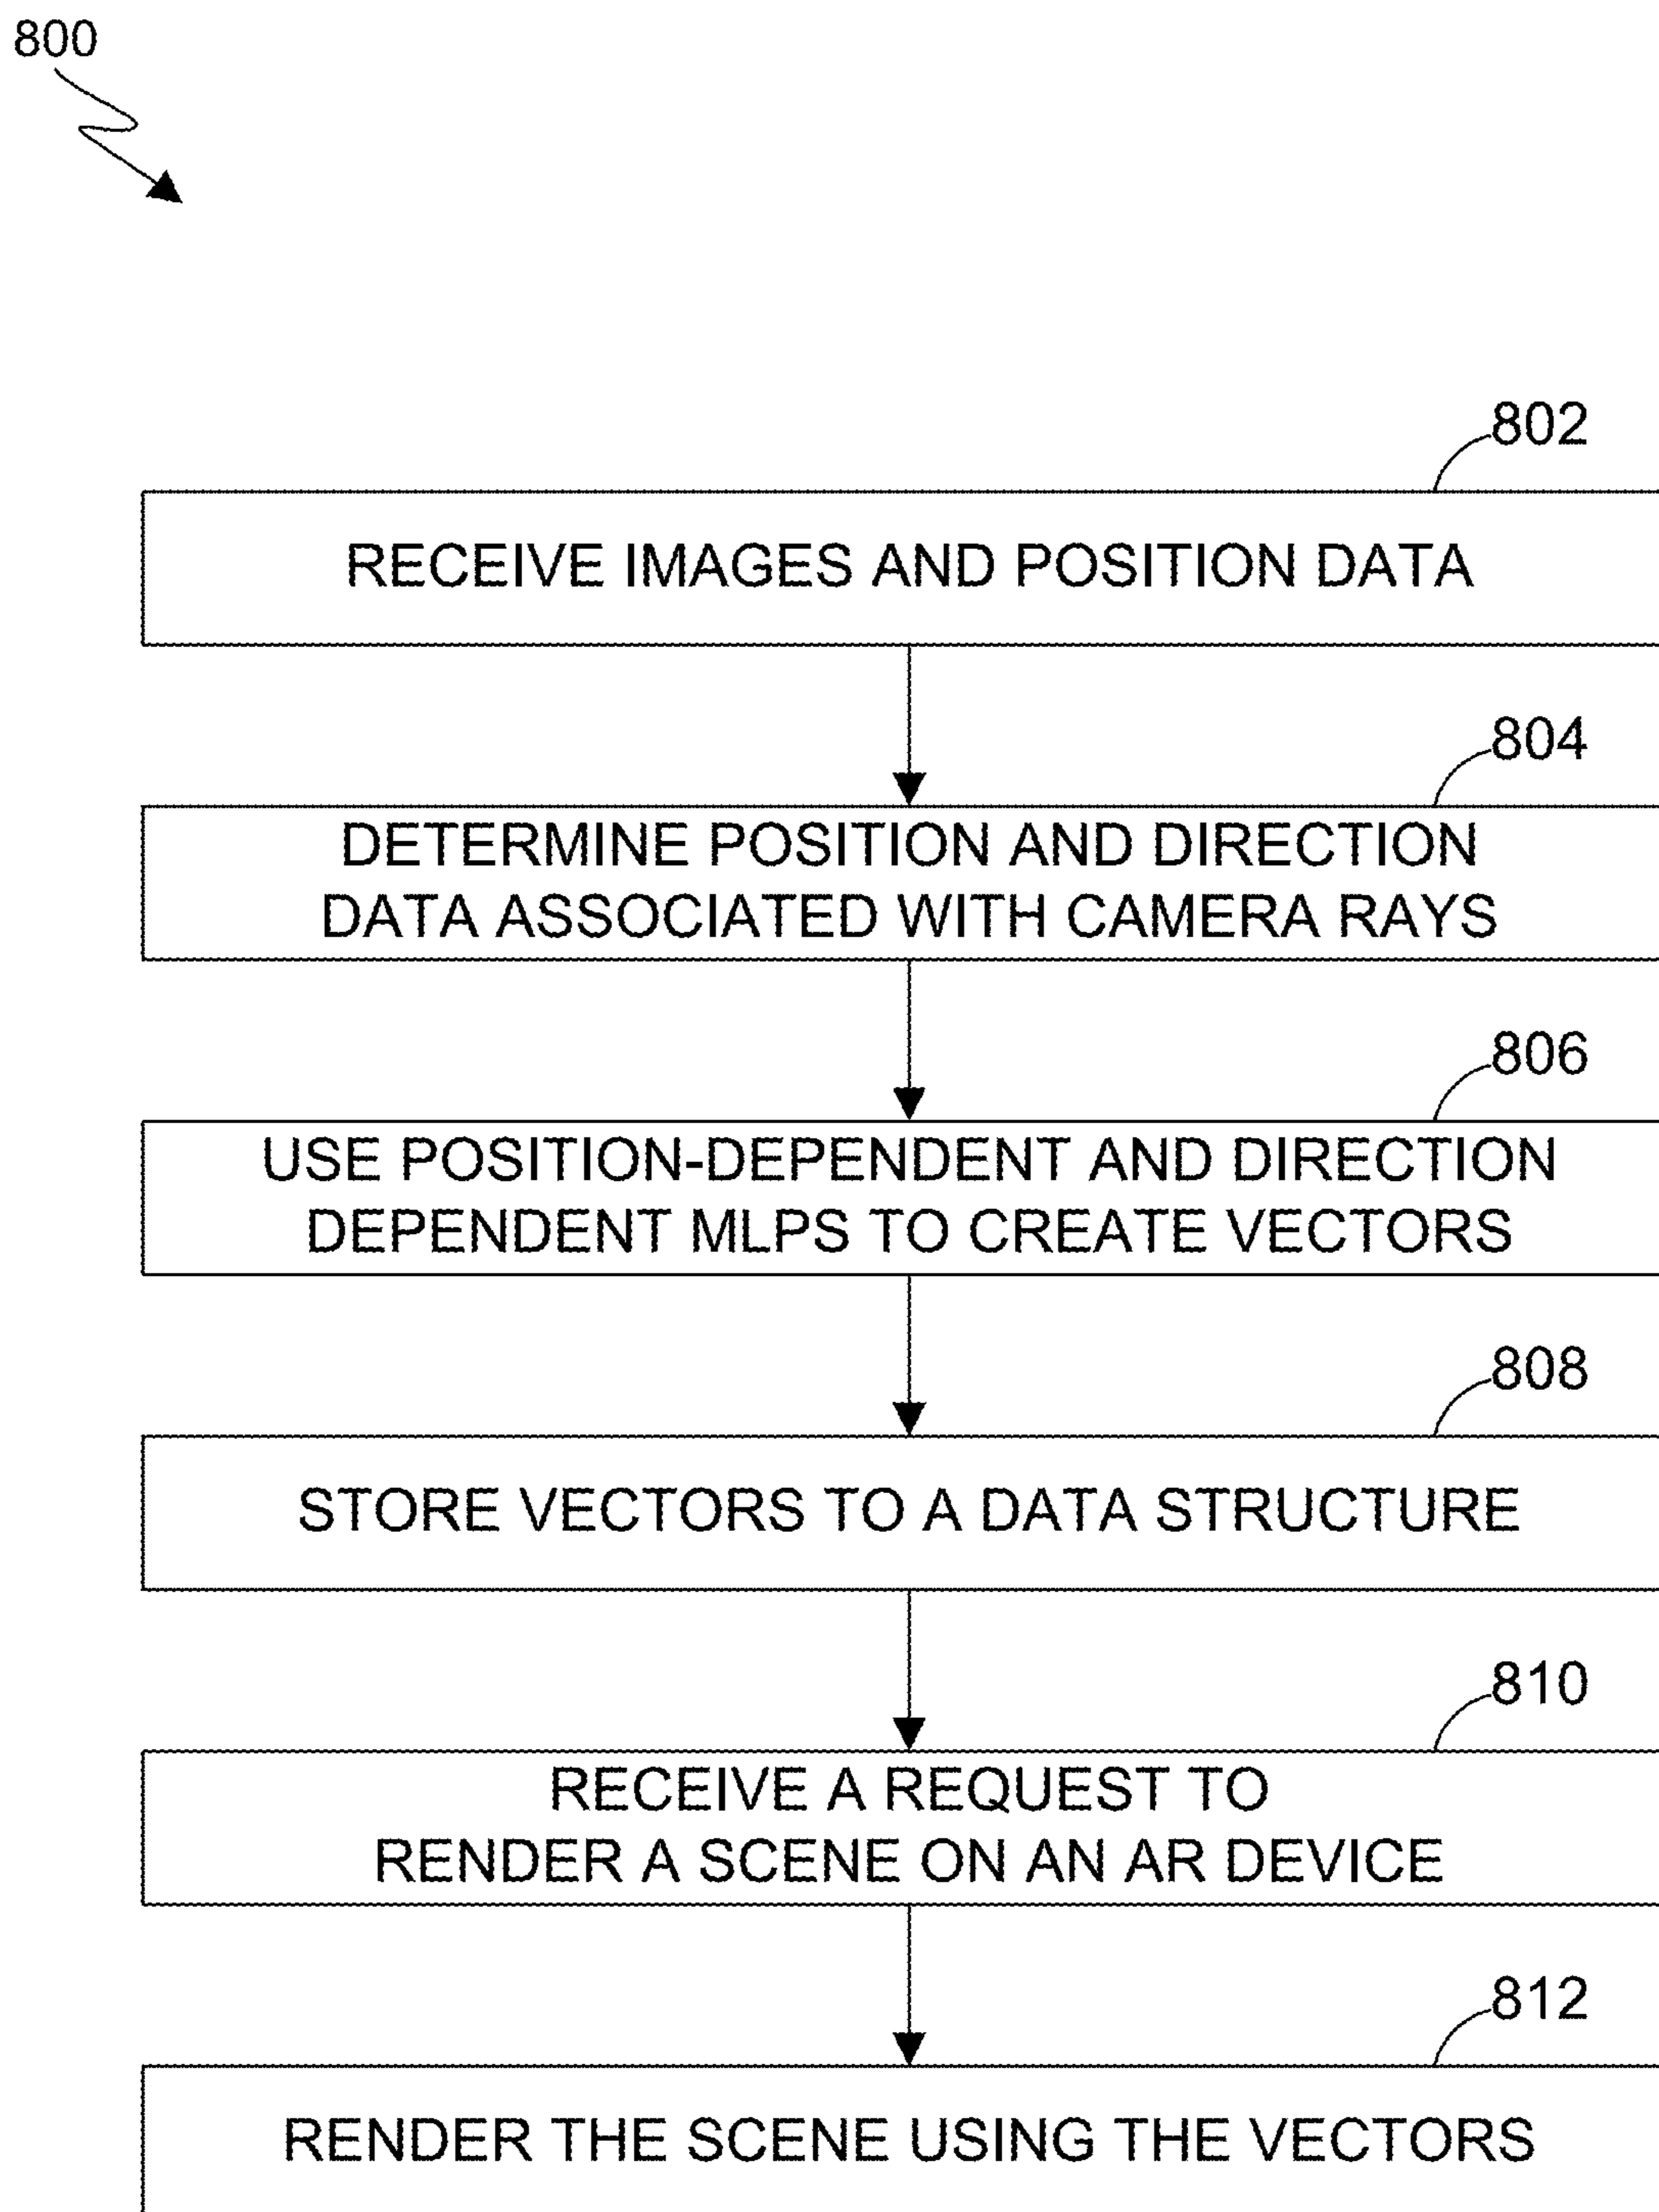 800
802
RECEIVE IMAGES AND POSITION DATA
804
DETERMINE POSITION AND DIRECTION
DATA ASSOCIATED WITH CAMERA RAYS
806
USE POSITION-DEPENDENT AND DIRECTION
DEPENDENT MLPS TO CREATE VECTORS
808
STORE VECTORS TO A DATA STRUCTURE
810
RECEIVE A REQUEST TO
RENDER A SCENE ON AN AR DEVICE
812
RENDER THE SCENE USING THE VECTORS